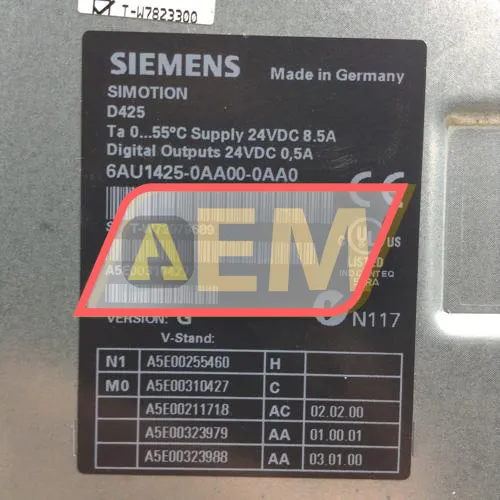 T-W7823300
SIEMENS
Made in Germany
SIMOTION
D425
Ta 0...55°C Supply 24VDC 8.5A
Digital Outputs 24VDC 0,5A
6AU1425-0AA00-0AA0
CE
AEM
UL US
LISTED
VERSION: G
N117
V-Stand:
N1 A5E00255460 H
M0 A5E00310427 C
A5E00211718 AC 02.02.00
A5E00323979 AA 01.00.01
A5E00323988 AA 03.01.00